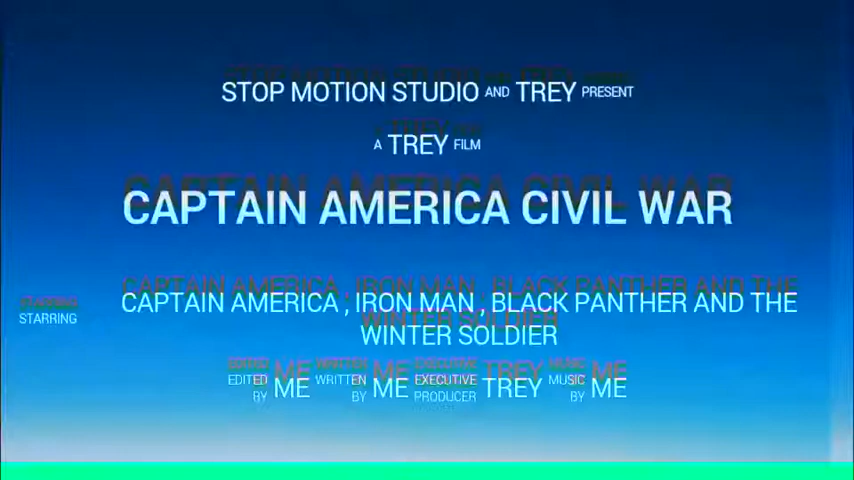 STOP MOTION STUDIO AND TREY PRESENT
A TREY FILM
CAPTAIN AMERICA CIVIL WAR
STARRING CAPTAIN AMERICA , IRON MAN , BLACK PANTHER AND THE
WINTER SOLDIER
EDITED BY ME WRITTEN BY ME EXECUTIVE PRODUCER TREY MUSIC BY ME